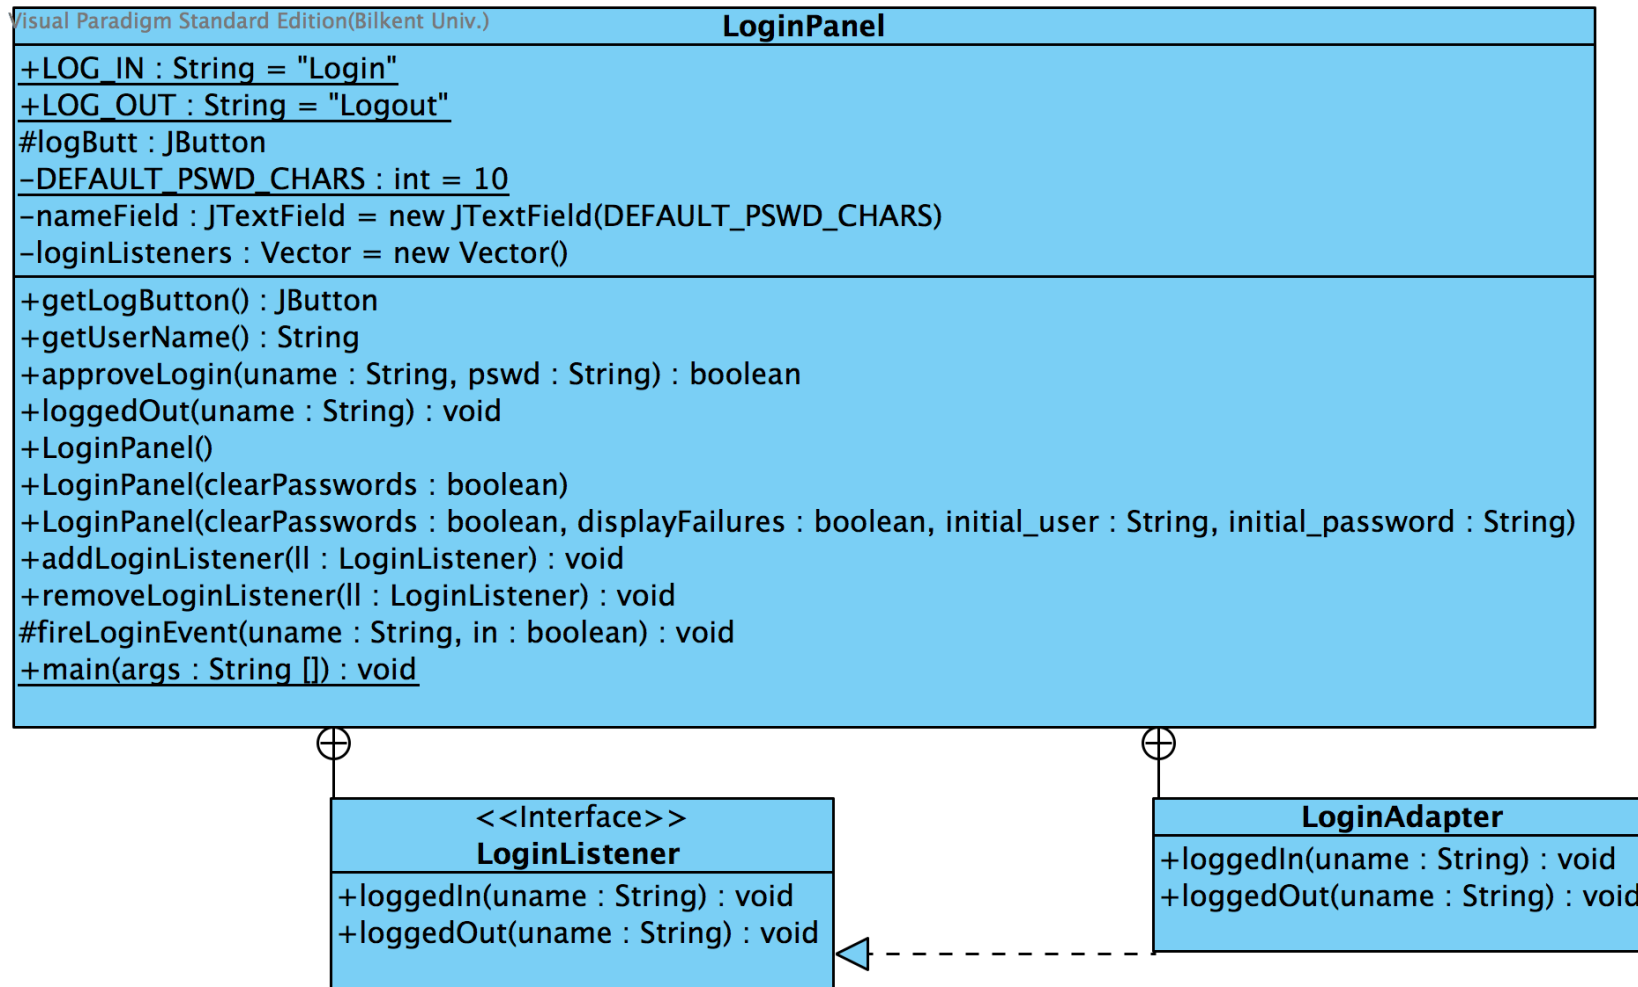 Visual Paradigm Standard Edition(Bilkent Univ.)
LoginPanel
+LOG_IN : String = "Login"
+LOG_OUT : String = "Logout"
#logButt : JButton
-DEFAULT_PSWD_CHARS : int = 10
-nameField : JTextField = new JTextField(DEFAULT_PSWD_CHARS)
-loginListeners : Vector = new Vector()
+getLogButton() : JButton
+getUserName() : String
+approveLogin(uname : String, pswd : String) : boolean
+loggedOut(uname : String) : void
+LoginPanel()
+LoginPanel(clearPasswords : boolean)
+LoginPanel(clearPasswords : boolean, displayFailures : boolean, initial_user : String, initial_password : String)
+addLoginListener(ll : LoginListener) : void
+removeLoginListener(ll : LoginListener) : void
#fireLoginEvent(uname : String, in : boolean) : void
+main(args : String []) : void
<<Interface>>
LoginListener
+loggedIn(uname : String) : void
+loggedOut(uname : String) : void
LoginAdapter
+loggedIn(uname : String) : void
+loggedOut(uname : String) : void